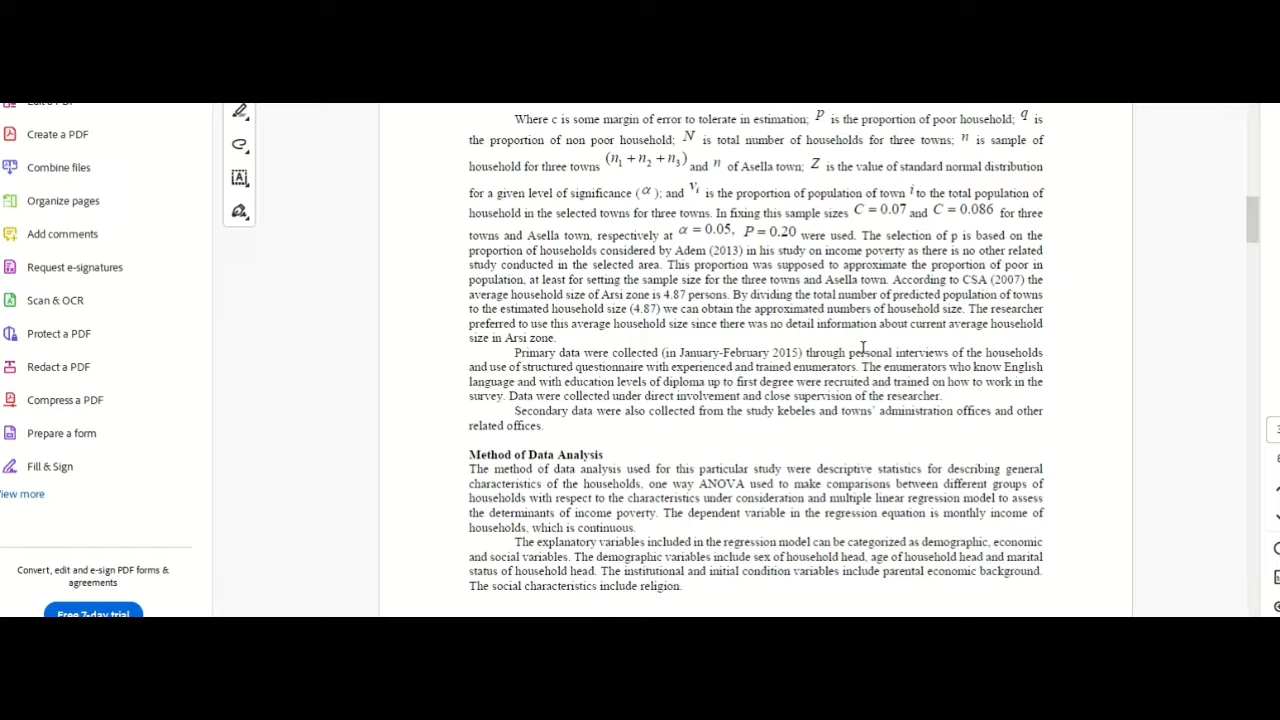 Edit a PDF
Create a PDF
Combine files
Organize pages
Add comments
Request e-signatures
Scan & OCR
Protect a PDF
Redact a PDF
Compress a PDF
Prepare a form
Fill & Sign
iew more
Convert, edit and e-sign PDF forms &
agreements
Free 7-day trial
Where c is some margin of error to tolerate in estimation; p is the proportion of poor household; q is
the proportion of non poor household; N is total number of households for three towns; n is sample of
household for three towns (n₁ + n₂ + n₃) and n of Asella town; Z is the value of standard normal distribution
for a given level of significance (α); and vᵢ is the proportion of population of town i to the total population of
household in the selected towns for three towns. In fixing this sample sizes C = 0.07 and C = 0.086 for three
towns and Asella town, respectively at α = 0.05, P = 0.20 were used. The selection of p is based on the
proportion of households considered by Adem (2013) in his study on income poverty as there is no other related
study conducted in the selected area. This proportion was supposed to approximate the proportion of poor in
population, at least for setting the sample size for the three towns and Asella town. According to CSA (2007) the
average household size of Arsi zone is 4.87 persons. By dividing the total number of predicted population of towns
to the estimated household size (4.87) we can obtain the approximated numbers of household size. The researcher
preferred to use this average household size since there was no detail information about current average household
size in Arsi zone.
Primary data were collected (in January-February 2015) through personal interviews of the households
and use of structured questionnaire with experienced and trained enumerators. The enumerators who know English
language and with education levels of diploma up to first degree were recruited and trained on how to work in the
survey. Data were collected under direct involvement and close supervision of the researcher.
Secondary data were also collected from the study kebeles and towns' administration offices and other
related offices.
Method of Data Analysis
The method of data analysis used for this particular study were descriptive statistics for describing general
characteristics of the households, one way ANOVA used to make comparisons between different groups of
households with respect to the characteristics under consideration and multiple linear regression model to assess
the determinants of income poverty. The dependent variable in the regression equation is monthly income of
households, which is continuous.
The explanatory variables included in the regression model can be categorized as demographic, economic
and social variables. The demographic variables include sex of household head, age of household head and marital
status of household head. The institutional and initial condition variables include parental economic background.
The social characteristics include religion.